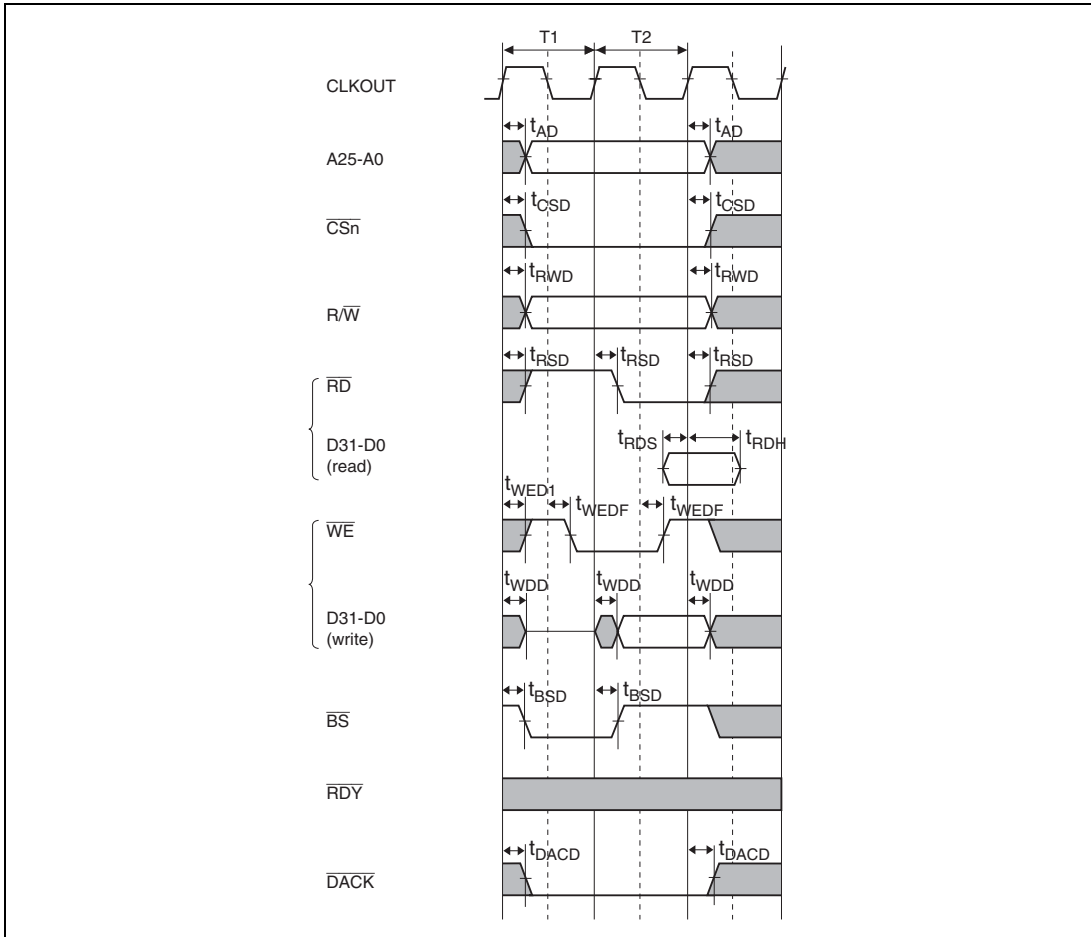 T1 T2
CLKOUT
tAD tAD
A25-A0
tCSD tCSD
CSn
tRWD tRWD
R/W
tRSD tRSD tRSD
RD
tRDS tRDH
D31-D0
(read)
tWED1 tWEDF tWEDF
WE
tWDD tWDD tWDD
D31-D0
(write)
tBSD tBSD
BS
RDY
tDACD tDACD
DACK